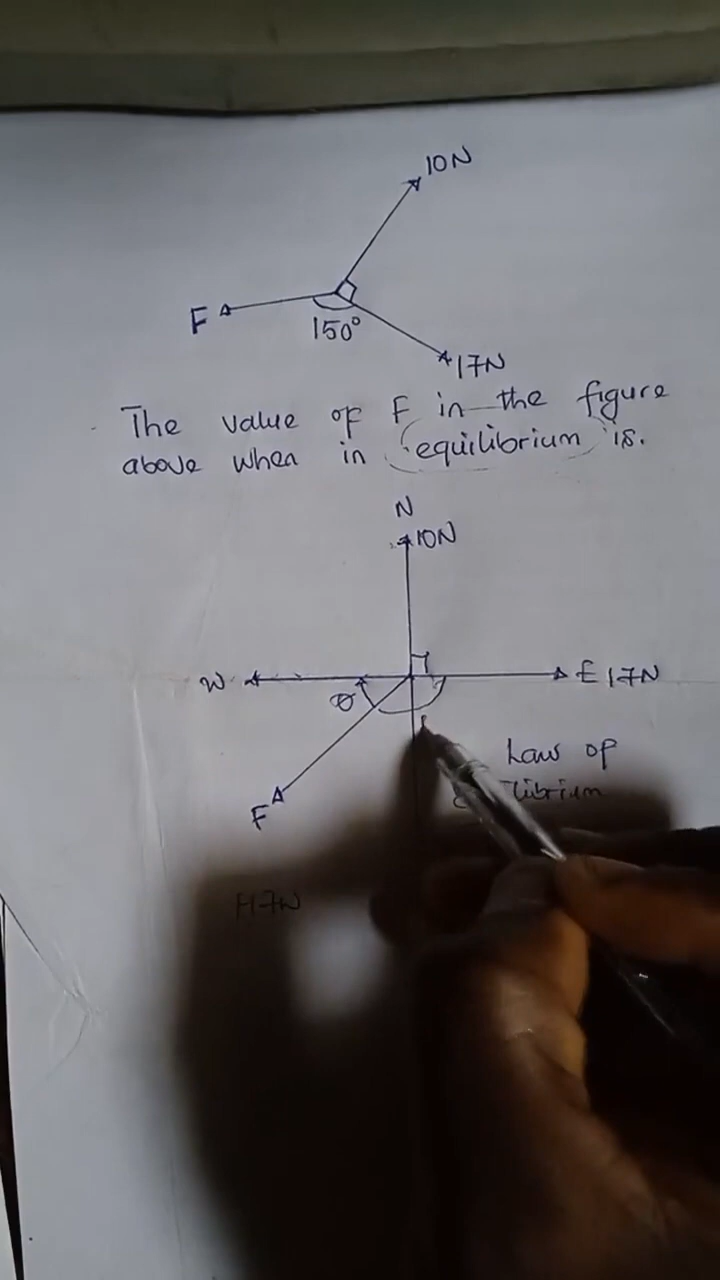 10N
F
150°
17N
The value of F in the figure
above when in equilibrium is.
N
10N
W
E 17N
θ
F
Law of